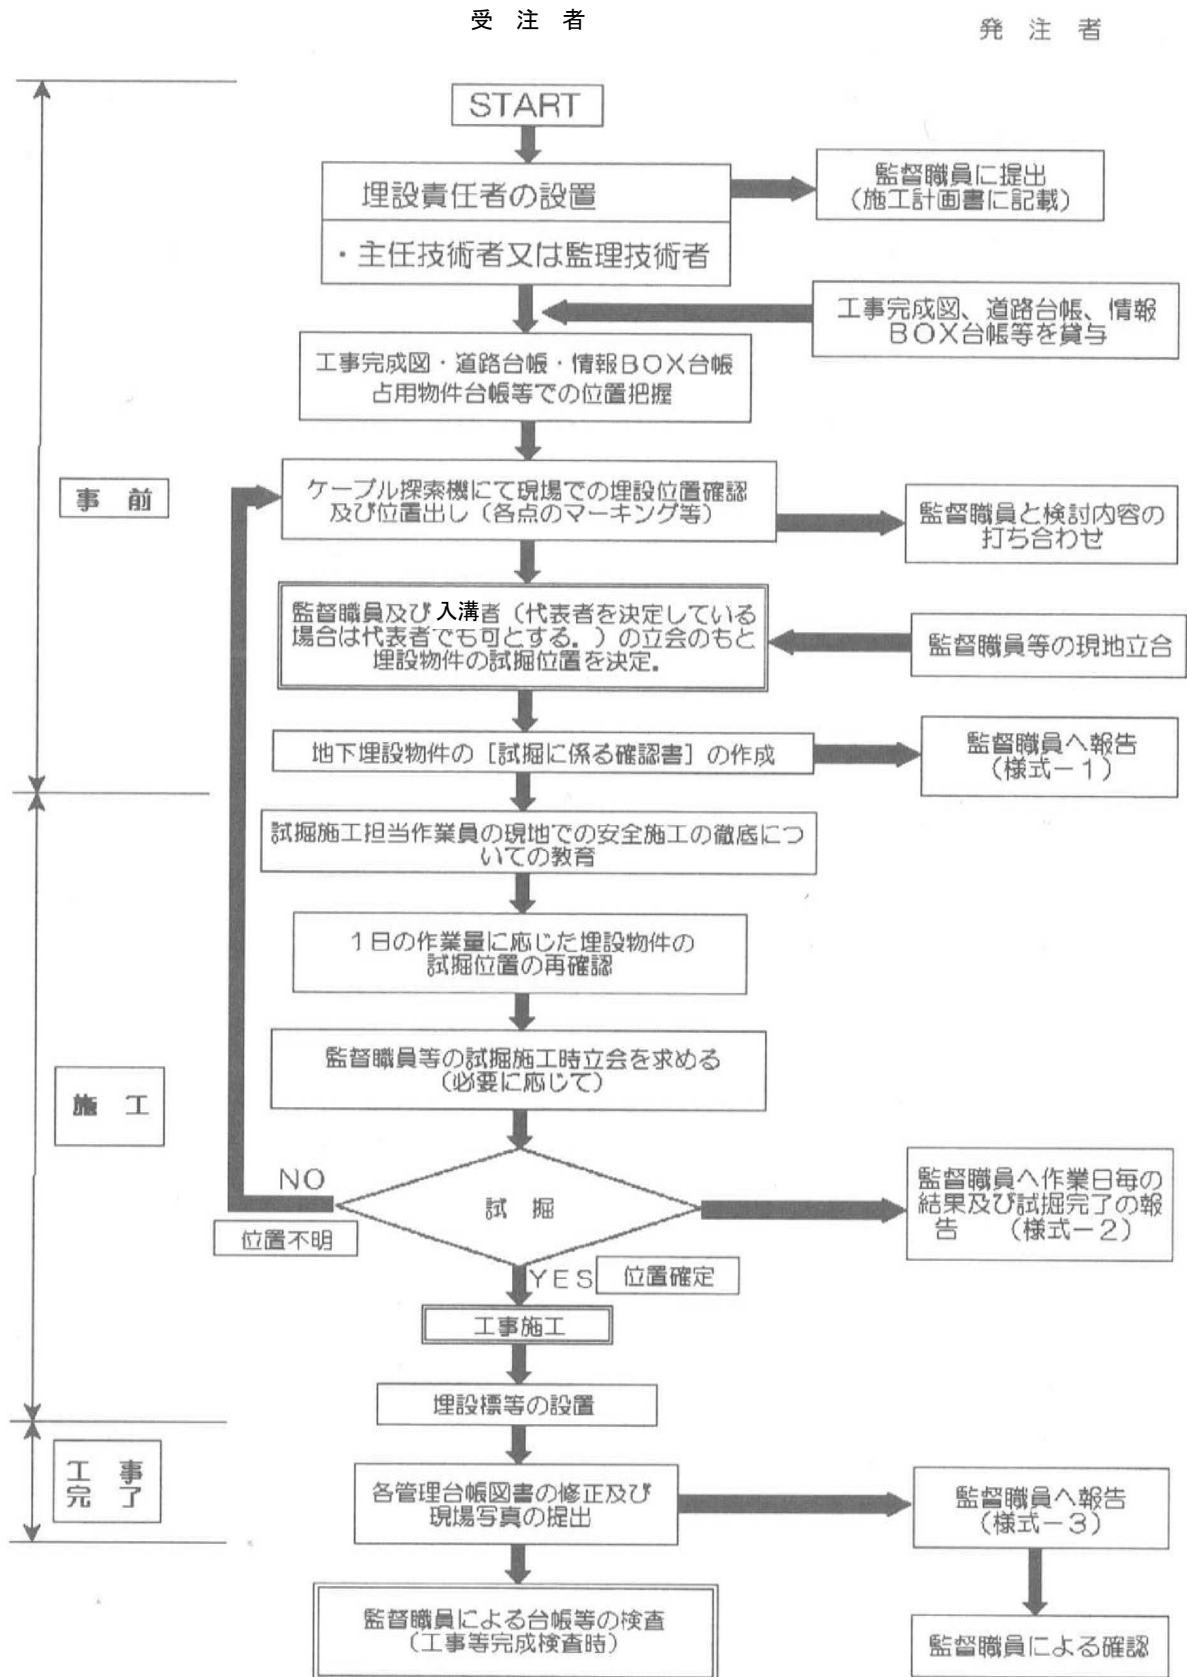 受 注 者
発 注 者
START
埋設責任者の設置
・主任技術者又は監理技術者
監督職員に提出
(施工計画書に記載)
工事完成図、道路台帳、情報
BOX台帳等を貸与
工事完成図・道路台帳・情報BOX台帳
占用物件台帳等での位置把握
事 前
ケーブル探索機にて現場での埋設位置確認
及び位置出し(各点のマーキング等)
監督職員と検討内容の
打ち合わせ
監督職員及び入溝者(代表者を決定している
場合は代表者でも可とする。)の立会のもと
埋設物件の試掘位置を決定。
監督職員等の現地立合
地下埋設物件の[試掘に係る確認書]の作成
監督職員へ報告
(様式-1)
試掘施工担当作業員の現地での安全施工の徹底につ
いての教育
1日の作業量に応じた埋設物件の
試掘位置の再確認
監督職員等の試掘施工時立会を求める
(必要に応じて)
施 工
NO
試 掘
監督職員へ作業日毎の
結果及び試掘完了の報
告 (様式-2)
位置不明
YES
位置確定
工事施工
埋設標等の設置
工 事
完 了
各管理台帳図書の修正及び
現場写真の提出
監督職員へ報告
(様式-3)
監督職員による台帳等の検査
(工事等完成検査時)
監督職員による確認